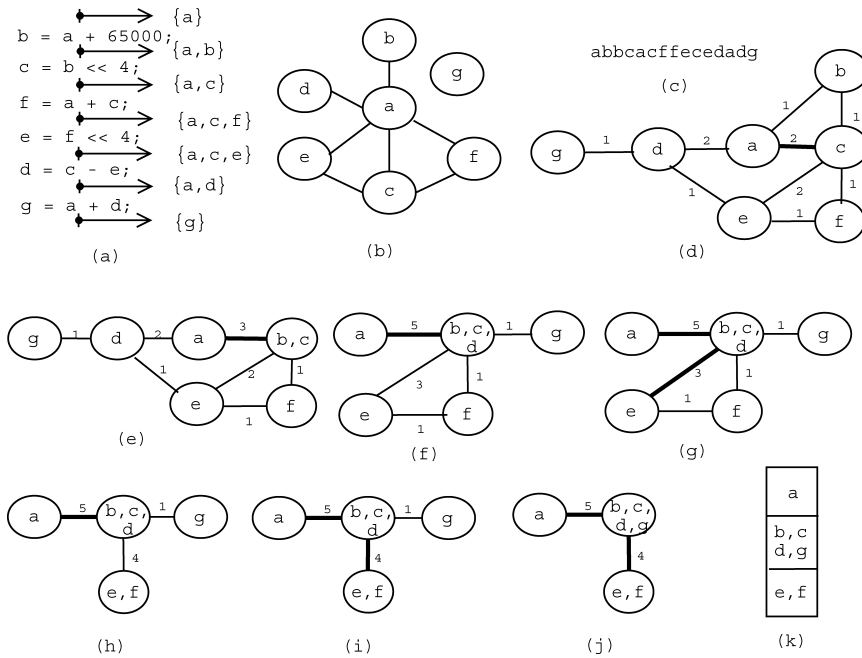 {a}
b = a + 65000;
{a,b}
c = b << 4;
{a,c}
f = a + c;
{a,c,f}
e = f << 4;
{a,c,e}
d = c - e;
{a,d}
g = a + d;
{g}
(a)
b
g
d
a
e
f
c
(b)
abbcacffecedadg
(c)
b
1
1
g
1
d
2
a
2
c
1
2
1
e
1
f
(d)
g
1
d
2
a
3
b,c
1
2
1
e
1
f
(e)
a
5
b,c,
d
1
g
3
1
e
1
f
(f)
a
5
b,c,
d
1
g
3
1
e
1
f
(g)
a
5
b,c,
d
1
g
4
e,f
(h)
a
5
b,c,
d
1
g
4
e,f
(i)
a
5
b,c,
d,g
4
e,f
(j)
a
b,c
d,g
e,f
(k)